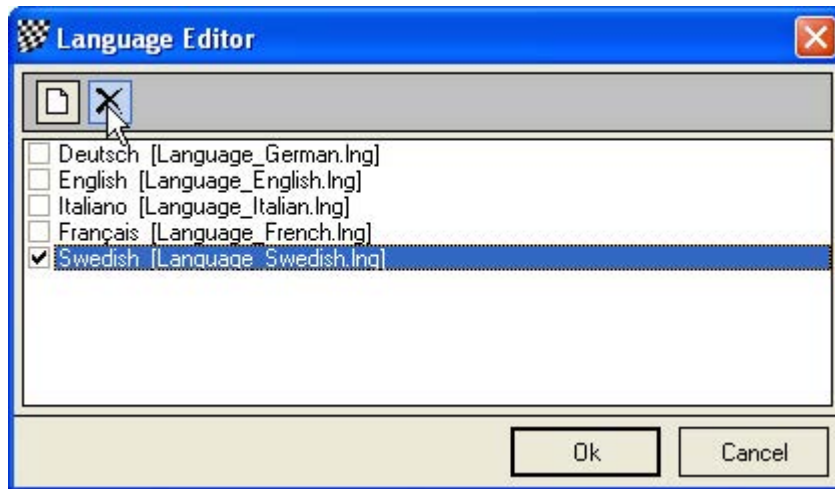 Language Editor
Deutsch [Language_German.lng]
English [Language_English.lng]
Italiano [Language_Italian.lng]
Français [Language_French.lng]
Swedish [Language_Swedish.lng]
Ok
Cancel